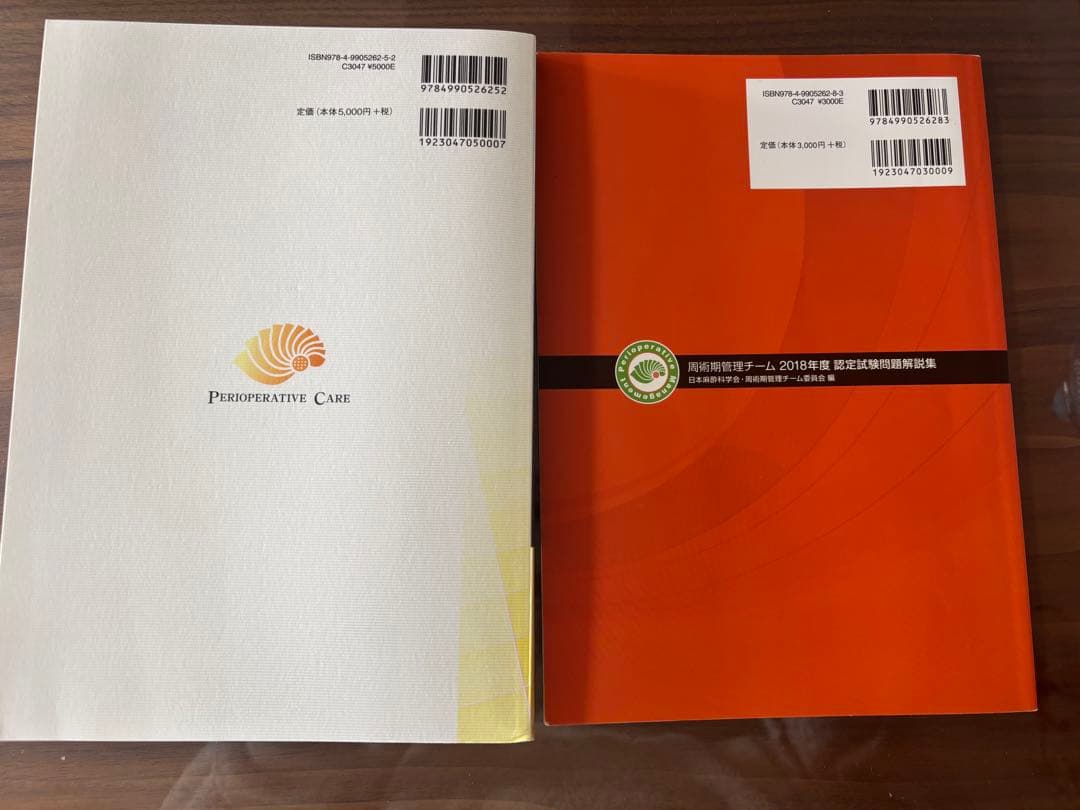 ISBN978-4-9905262-5-2
C3047 ¥5000E
9784990526252
定価(本体5,000円+税)
1923047050007
PERIOPERATIVE CARE
ISBN978-4-9905262-8-3
C3047 ¥3000E
9784990526283
定価(本体3,000円+税)
1923047030009
Perioperative Management
周術期管理チーム 2018年度 認定試験問題解説集
日本麻酔科学会・周術期管理チーム委員会 編